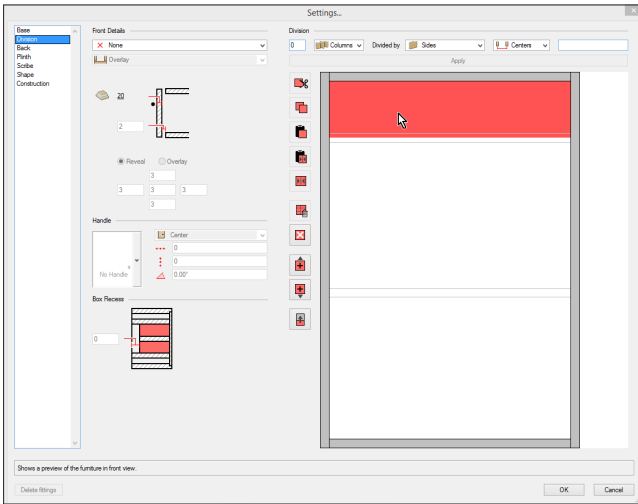 Settings...
Base
Division
Back
Plinth
Scribe
Shape
Construction
Front Details
None
Overlay
20
2
Reveal Overlay
3
3 3 3
3
Handle
No Handle
Center
0
0
0.00°
Box Recess
0
Division
0 Columns Divided by Sides Centers
Apply
Shows a preview of the furniture in front view.
Delete fittings
OK Cancel